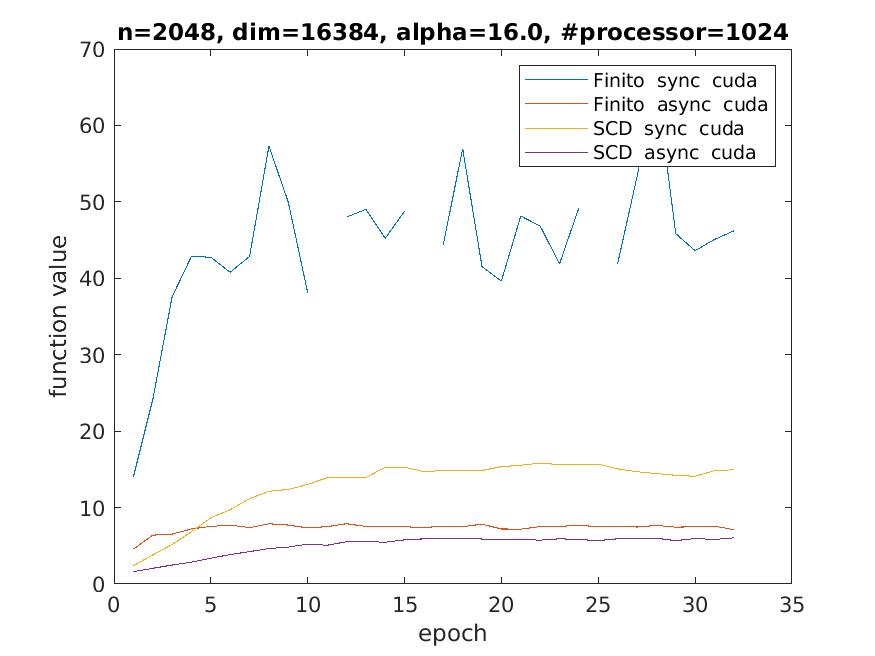 n=2048, dim=16384, alpha=16.0, #processor=1024
70
60
50
40
30
20
10
0
function value
Finito sync cuda
Finito async cuda
SCD sync cuda
SCD async cuda
0 5 10 15 20 25 30 35
epoch